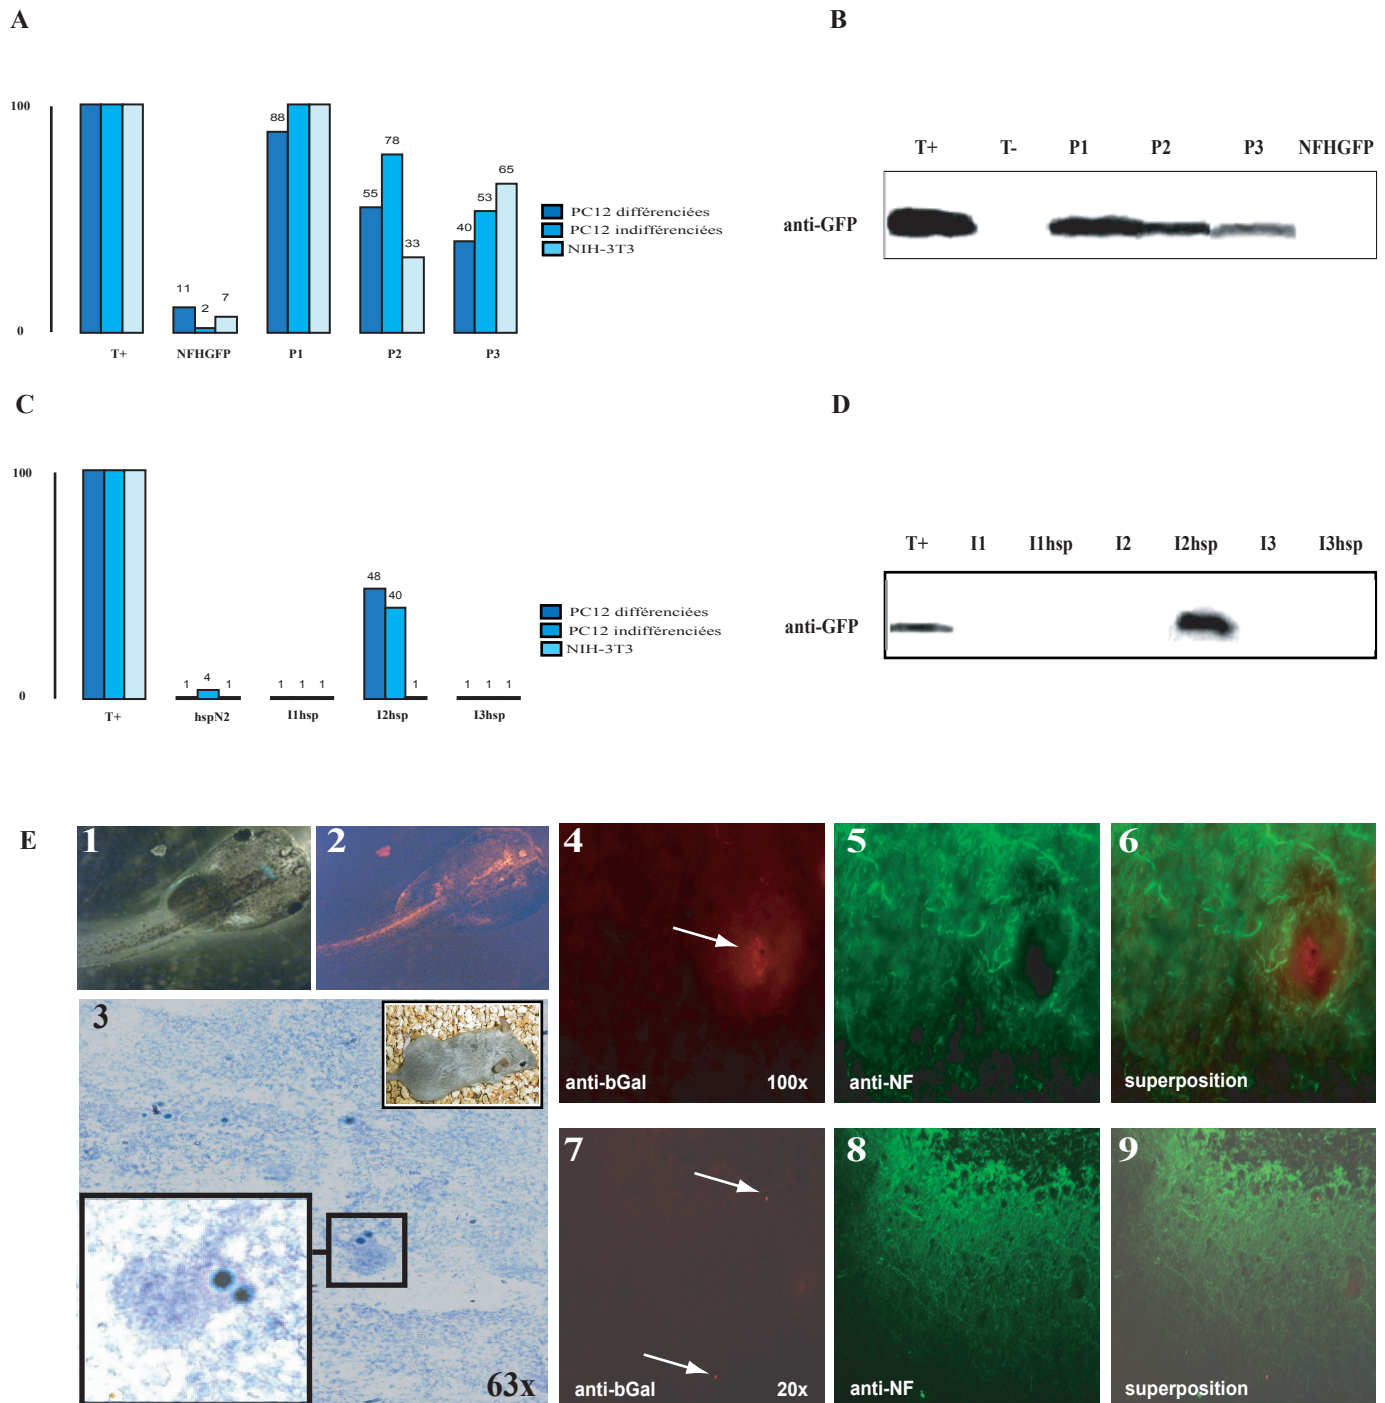 A
B
100
88
78
65
55
53
40
33
11
2
7
0
T+ NFHGFP P1 P2 P3
PC12 différenciées
PC12 indifférenciées
NIH-3T3
T+ T- P1 P2 P3 NFHGFP
anti-GFP
C
D
100
48
40
1 4 1 1 1 1 1 1 1 1
0
T+ hspN2 I1hsp I2hsp I3hsp
PC12 différenciées
PC12 indifférenciées
NIH-3T3
T+ I1 I1hsp I2 I2hsp I3 I3hsp
anti-GFP
E
1
2
3
63x
4
anti-bGal 100x
5
anti-NF
6
superposition
7
anti-bGal 20x
8
anti-NF
9
superposition